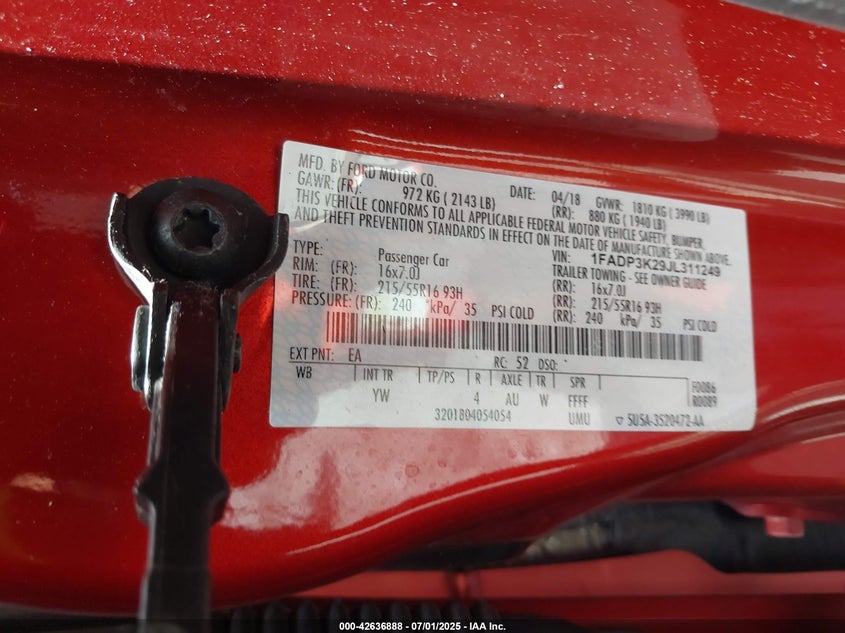 MFD. BY FORD MOTOR CO. DATE: 04/18 GVWR: 1810 KG ( 3990 LB)
GAWR: (FR): 972 KG ( 2143 LB) (RR): 880 KG ( 1940 LB)
THIS VEHICLE CONFORMS TO ALL APPLICABLE FEDERAL MOTOR VEHICLE SAFETY, BUMPER,
AND THEFT PREVENTION STANDARDS IN EFFECT ON THE DATE OF MANUFACTURE SHOWN ABOVE.
VIN: 1FADP3K29JL311249
TYPE: Passenger Car TRAILER TOWING - SEE OWNER GUIDE
RIM: (FR): 16x7.0J (RR): 16x7.0J
TIRE: (FR): 215/55R16 93H (RR): 215/55R16 93H
PRESSURE: (FR): 240 kPa/ 35 PSI COLD (RR): 240 kPa/ 35 PSI COLD
EXT PNT: EA RC: 52 DSO:
WB INT TR TP/PS R AXLE TR SPR F0086
YW 4 AU W FFFF R0089
3201804054054 UMU ▽ 5U5A-3520472-AA
000-42636888 - 07/01/2025 - IAA Inc.